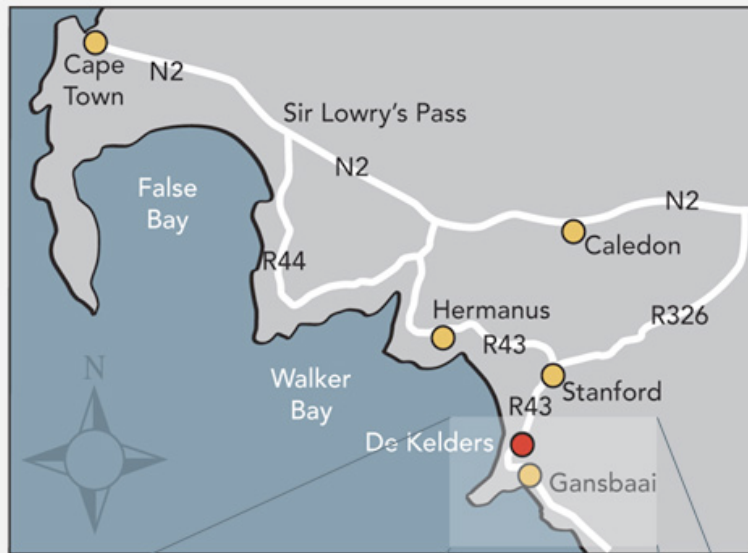 Cape
Town
N2
Sir Lowry's Pass
N2
False
Bay
N2
Caledon
R44
Hermanus
R326
R43
Walker
Bay
Stanford
N
R43
De Kelders
Gansbaai